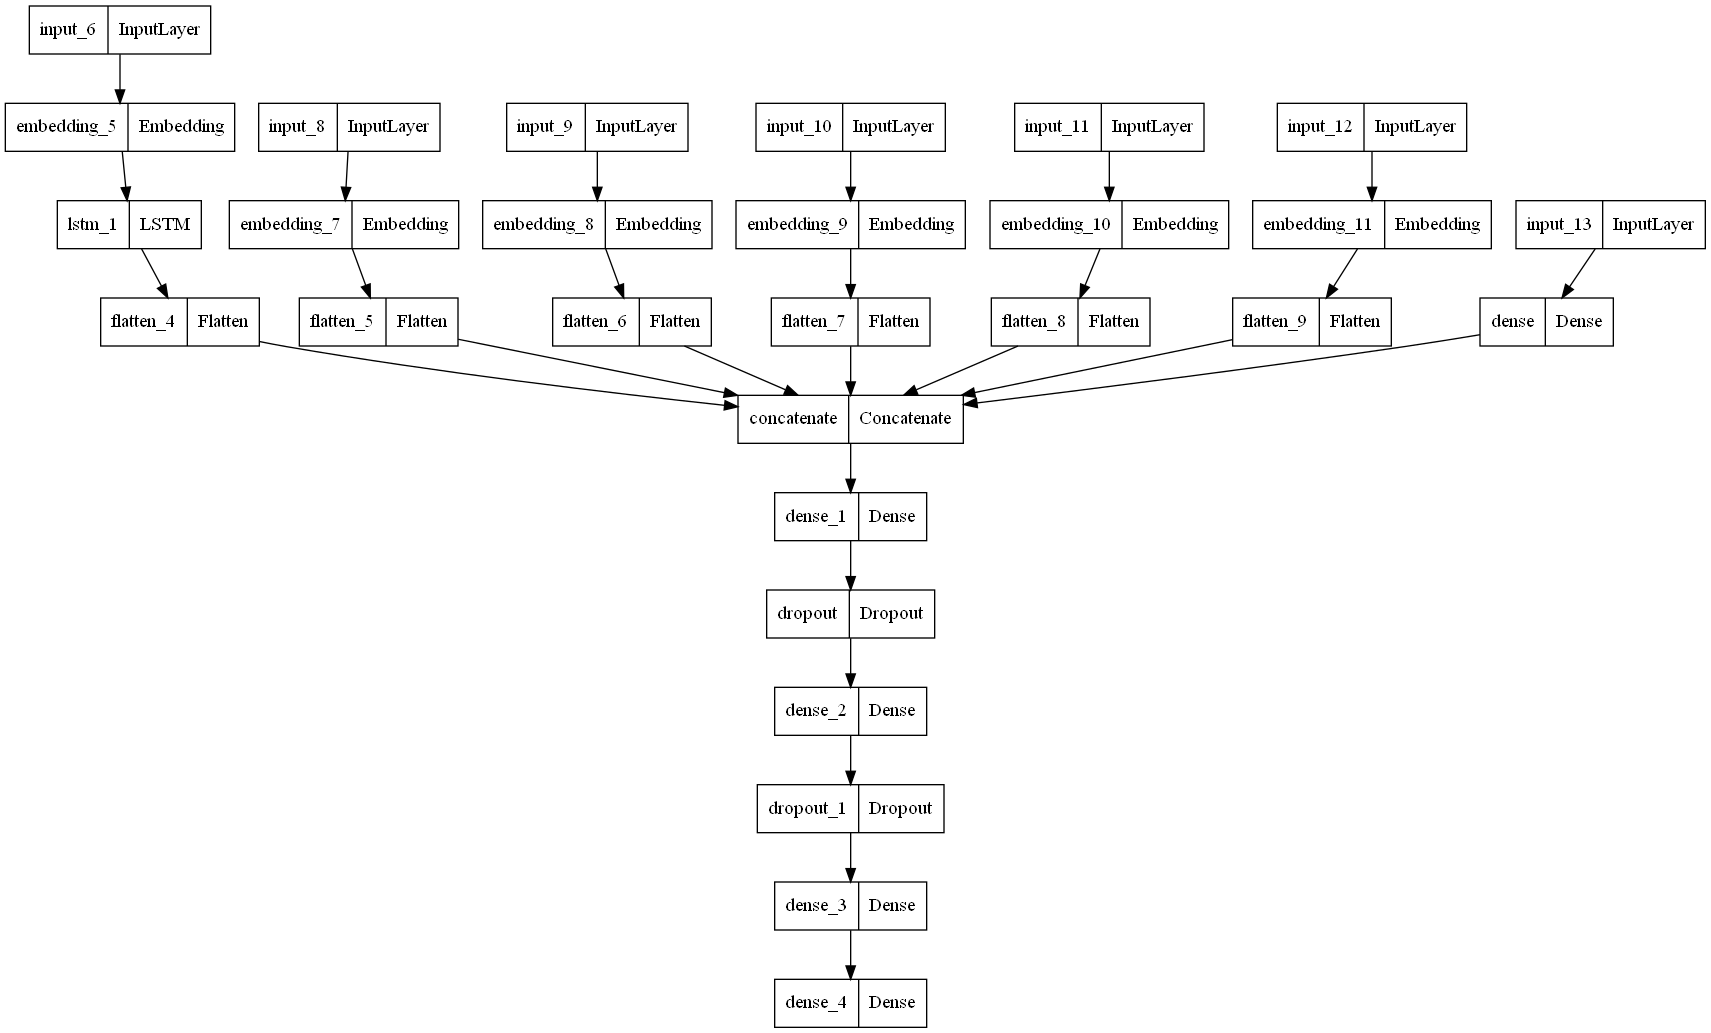 input_6 InputLayer
embedding_5 Embedding input_8 InputLayer input_9 InputLayer input_10 InputLayer input_11 InputLayer input_12 InputLayer
lstm_1 LSTM embedding_7 Embedding embedding_8 Embedding embedding_9 Embedding embedding_10 Embedding embedding_11 Embedding input_13 InputLayer
flatten_4 Flatten flatten_5 Flatten flatten_6 Flatten flatten_7 Flatten flatten_8 Flatten flatten_9 Flatten dense Dense
concatenate Concatenate
dense_1 Dense
dropout Dropout
dense_2 Dense
dropout_1 Dropout
dense_3 Dense
dense_4 Dense